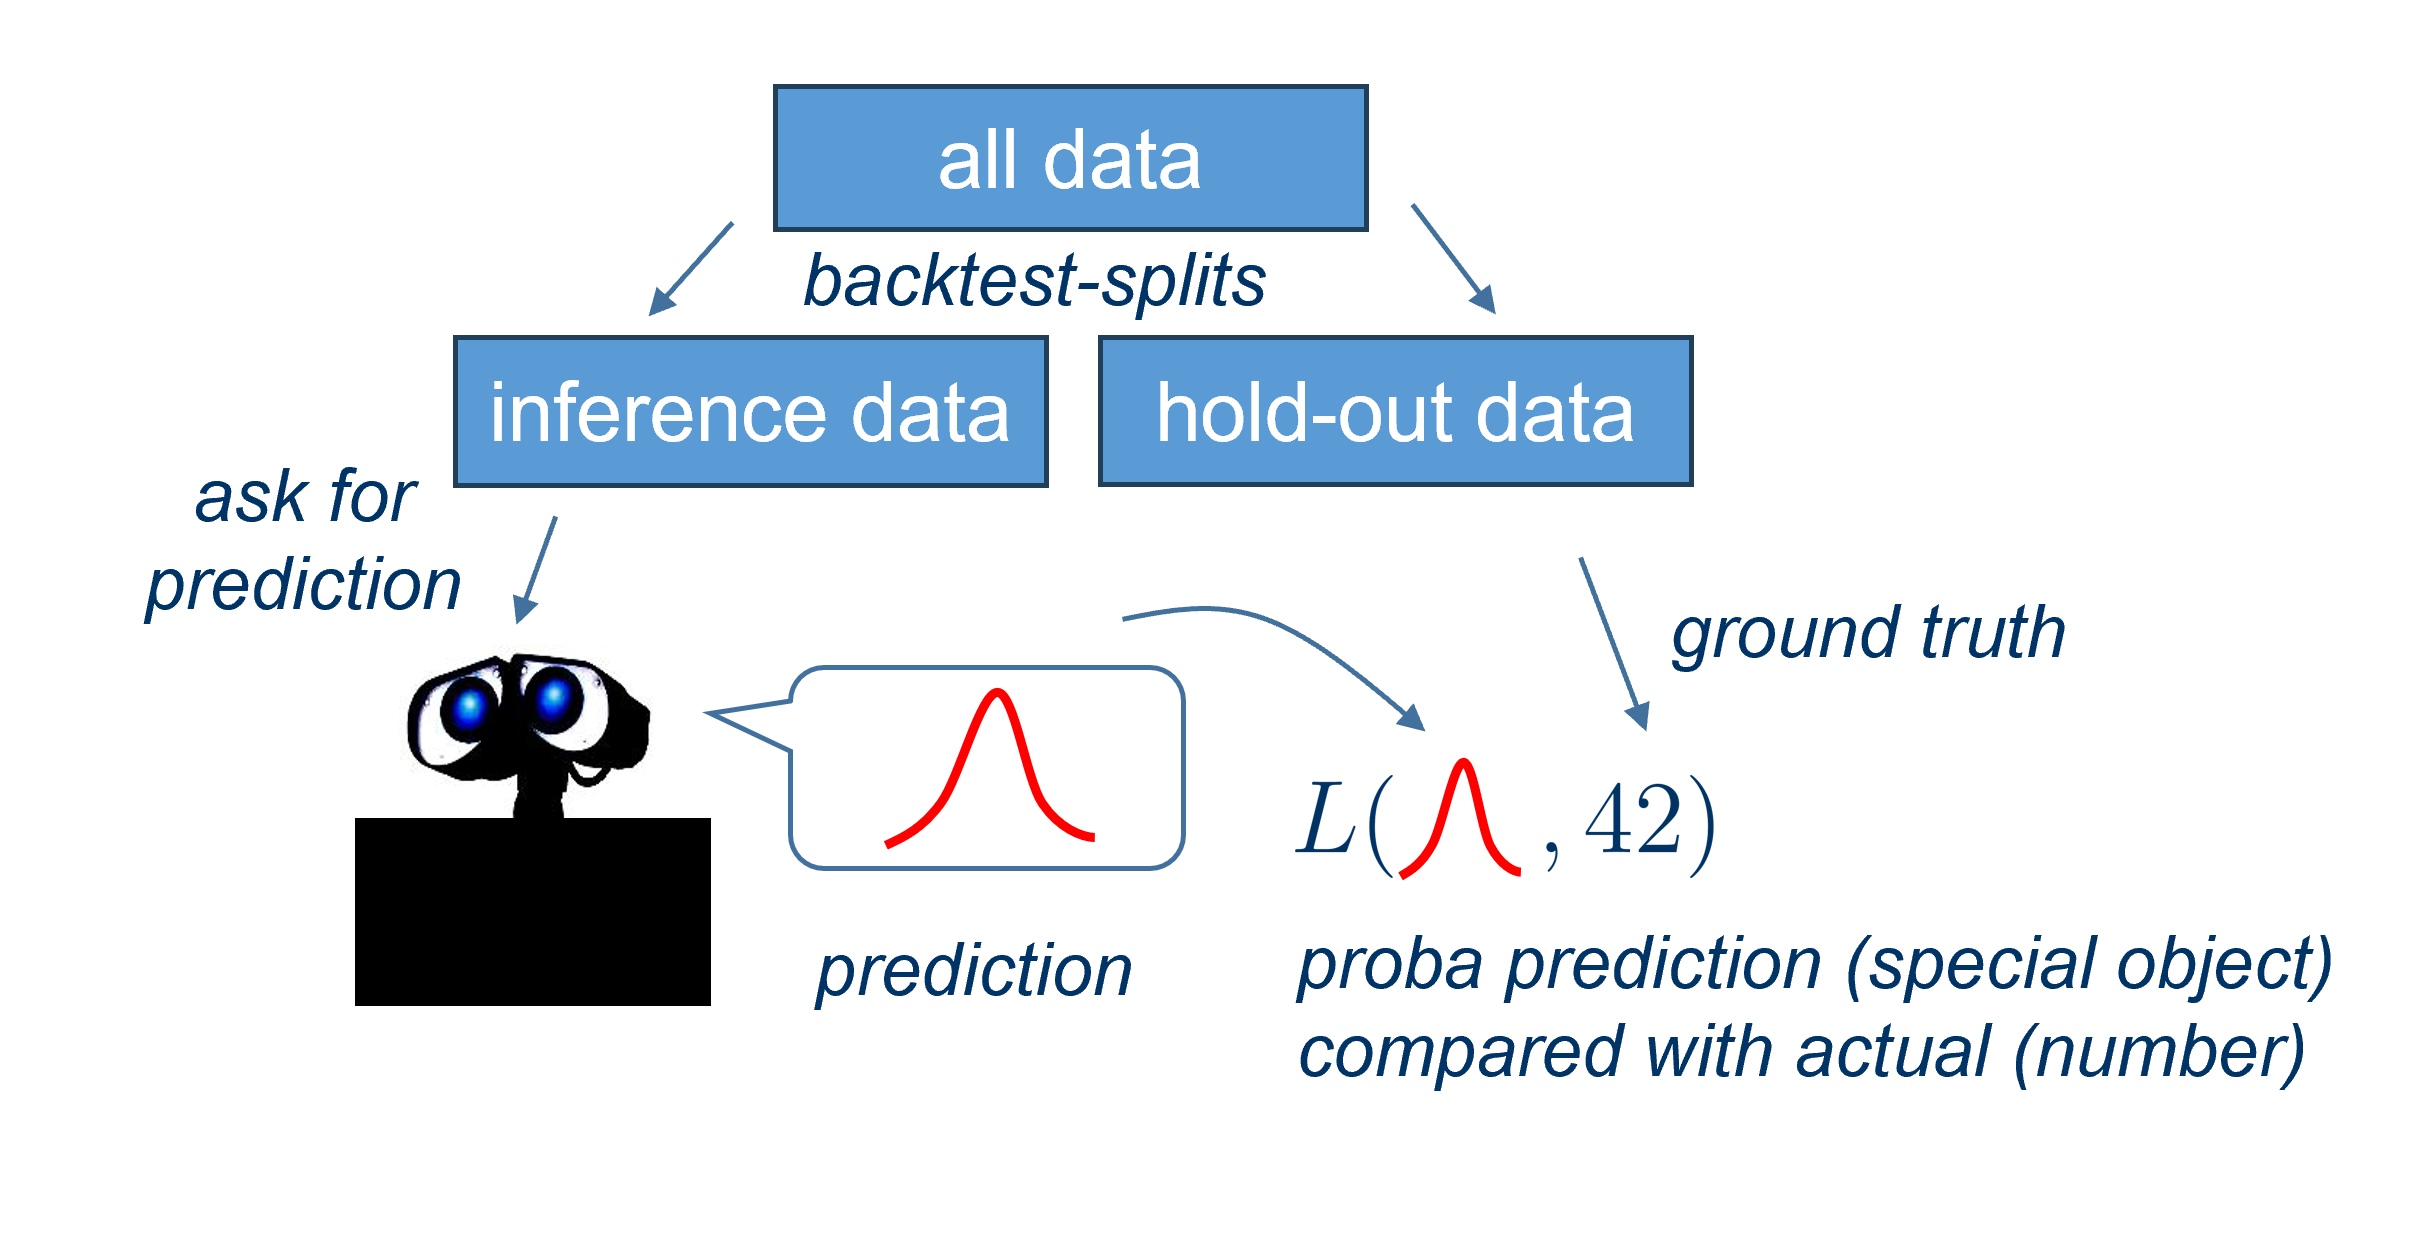 all data
backtest-splits
inference data
hold-out data
ask for
prediction
ground truth
L( , 42)
prediction
proba prediction (special object)
compared with actual (number)